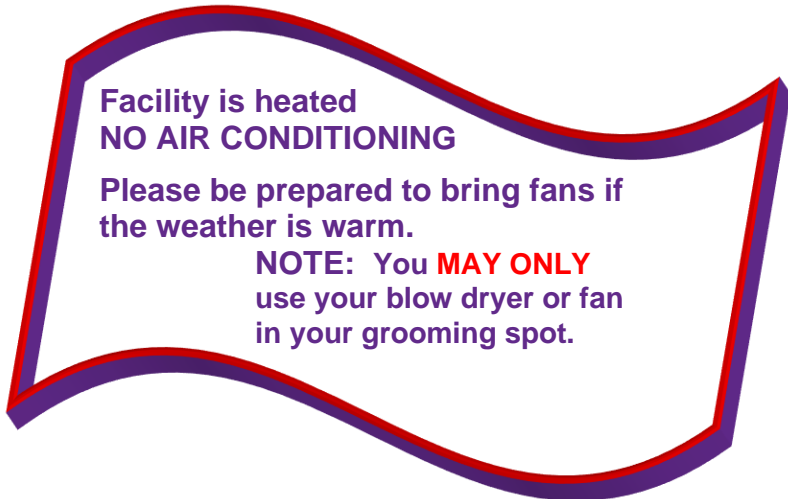 Facility is heated
NO AIR CONDITIONING
Please be prepared to bring fans if
the weather is warm.
NOTE: You MAY ONLY
use your blow dryer or fan
in your grooming spot.